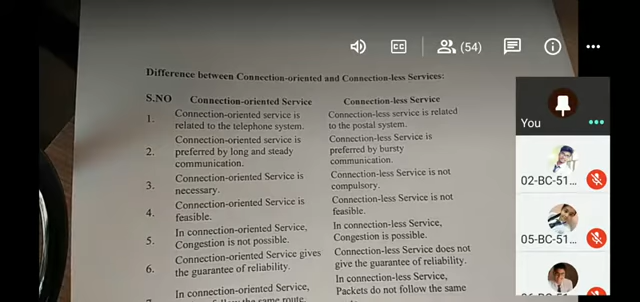 (54)
Difference between Connection-oriented and Connection-less Services:
S.NO Connection-oriented Service Connection-less Service
1. Connection-oriented service is related to the telephone system. Connection-less service is related to the postal system.
2. Connection-oriented service is preferred by long and steady communication. Connection-less Service is preferred by bursty communication.
3. Connection-oriented Service is necessary. Connection-less Service is not compulsory.
4. Connection-oriented Service is feasible. Connection-less Service is not feasible.
5. In connection-oriented Service, Congestion is not possible. In connection-less Service, Congestion is possible.
6. Connection-oriented Service gives the guarantee of reliability. Connection-less Service does not give the guarantee of reliability.
In connection-oriented Service, the same route. In connection-less Service, Packets do not follow the same
CC
You
02-BC-51...
05-BC-51...